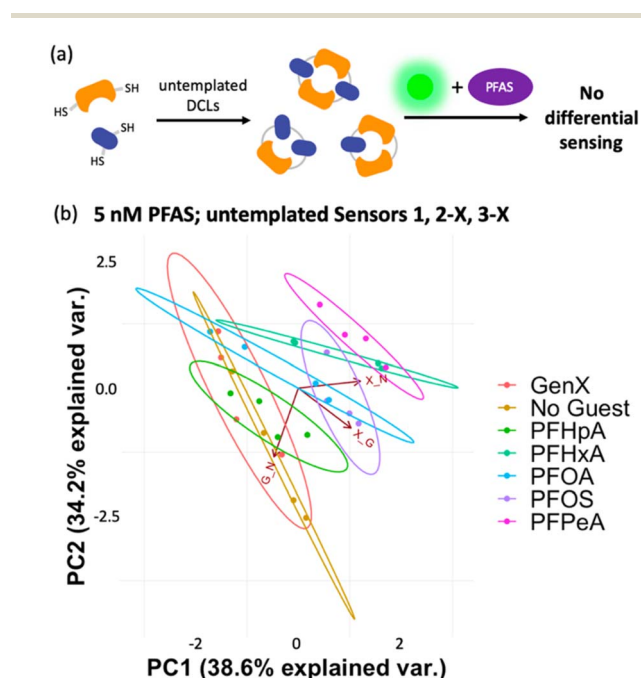 (a)
SH
HS
SH
HS
untemplated
DCLs
+
PFAS
No
differential
sensing
(b) 5 nM PFAS; untemplated Sensors 1, 2-X, 3-X
PC2 (34.2% explained var.)
2.5
0.0
-2.5
X_N
X_G
G_N
GenX
No Guest
PFHpA
PFHxA
PFOA
PFOS
PFPeA
-2
0
2
PC1 (38.6% explained var.)